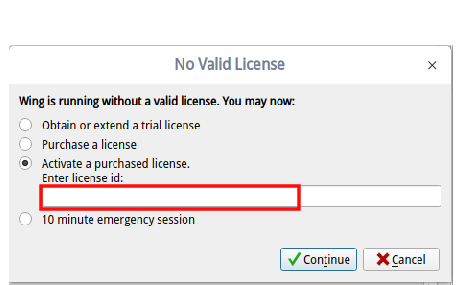 No Valid License
Wing is running without a valid license. You may now:
Obtain or extend a trial license
Purchase a license
Activate a purchased license.
Enter license id:
10 minute emergency session
Continue Cancel